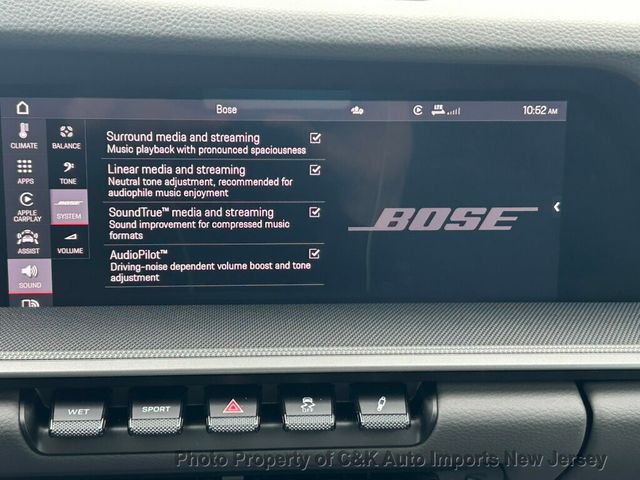 Bose
LTE
10:52 AM
CLIMATE
APPS
APPLE
CARPLAY
ASSIST
SOUND
BALANCE
TONE
BOSE
SYSTEM
VOLUME
Surround media and streaming
Music playback with pronounced spaciousness
Linear media and streaming
Neutral tone adjustment, recommended for
audiophile music enjoyment
SoundTrue™ media and streaming
Sound improvement for compressed music
formats
AudioPilot™
Driving-noise dependent volume boost and tone
adjustment
BOSE
WET
SPORT
OFF
Photo Property of C&K Auto Imports New Jersey